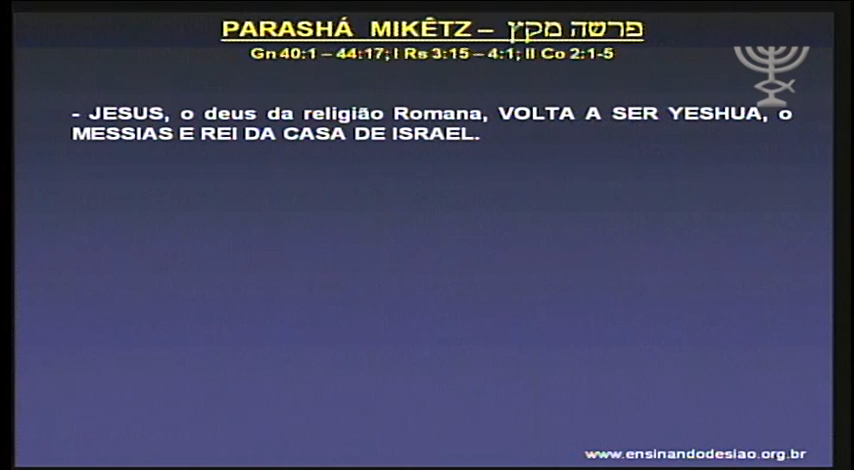 PARASHÁ MIKÊTZ – פרשה מקץ
Gn 40:1 – 44:17; I Rs 3:15 – 4:1; II Co 2:1-5
- JESUS, o deus da religião Romana, VOLTA A SER YESHUA, o
MESSIAS E REI DA CASA DE ISRAEL.
www.ensinandodesiao.org.br